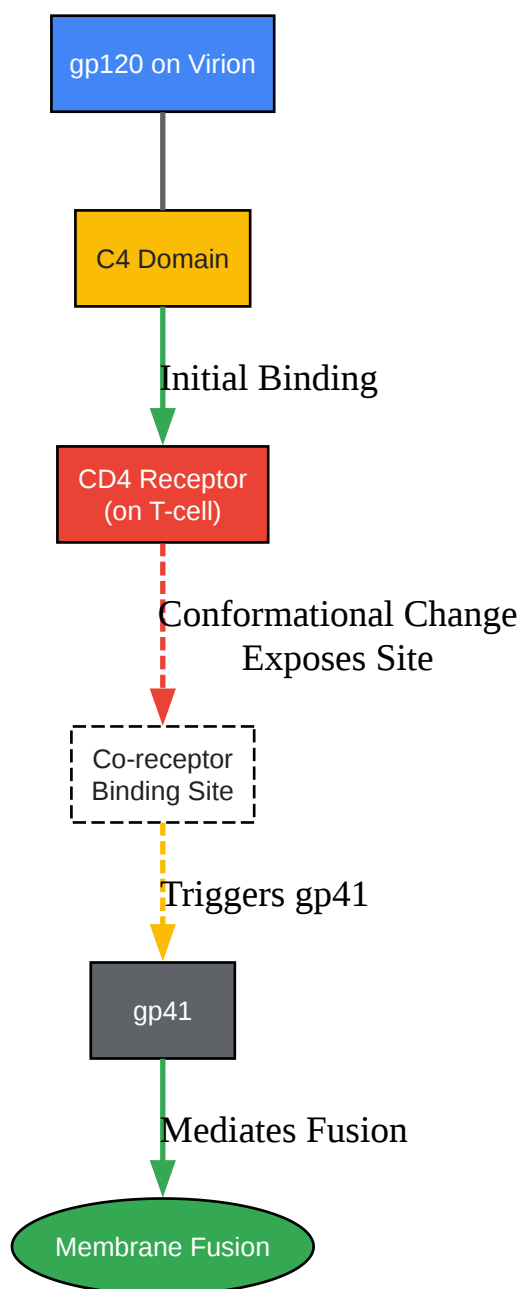 gp120 on Virion
C4 Domain
Initial Binding
CD4 Receptor
(on T-cell)
Conformational Change
Exposes Site
Co-receptor
Binding Site
Triggers gp41
gp41
Mediates Fusion
Membrane Fusion